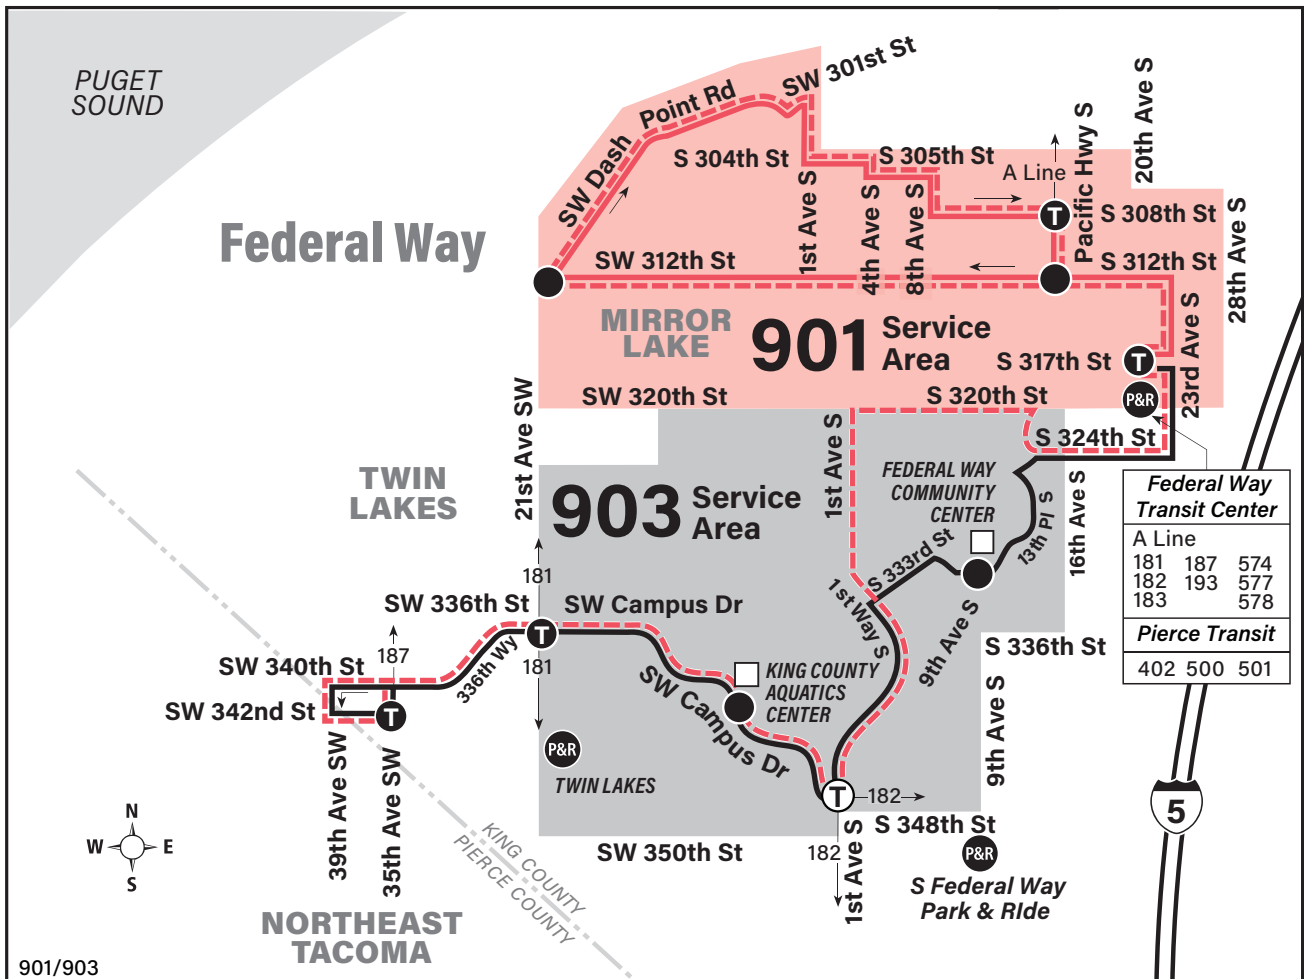 PUGET
SOUND
SW 301st St
Point Rd
SW Dash
S 304th St
S 305th St
A Line
Pacific Hwy S
20th Ave S
T
S 308th St
1st Ave S
4th Ave S
8th Ave S
28th Ave S
Federal Way
SW 312th St
S 312th St
MIRROR
LAKE
901 Service
Area
S 317th St
T
23rd Ave S
P&R
SW 320th St
S 320th St
21st Ave SW
1st Ave S
S 324th St
TWIN
LAKES
903 Service
Area
FEDERAL WAY
COMMUNITY
CENTER
13th Pl S
16th Ave S
Federal Way
Transit Center
A Line
181 187 574
182 193 577
183 578
Pierce Transit
402 500 501
S 333rd St
181
SW 336th St
SW Campus Dr
1st Way S
9th Ave S
S 336th St
T
187
181
336th Wy
SW 340th St
SW 342nd St
T
KING COUNTY
AQUATICS
CENTER
SW Campus Dr
9th Ave S
P&R
TWIN LAKES
39th Ave SW
35th Ave SW
T
182
S 348th St
182
1st Ave S
SW 350th St
P&R
S Federal Way
Park & RIde
5
N
W E
S
KING COUNTY
PIERCE COUNTY
NORTHEAST
TACOMA
901/903